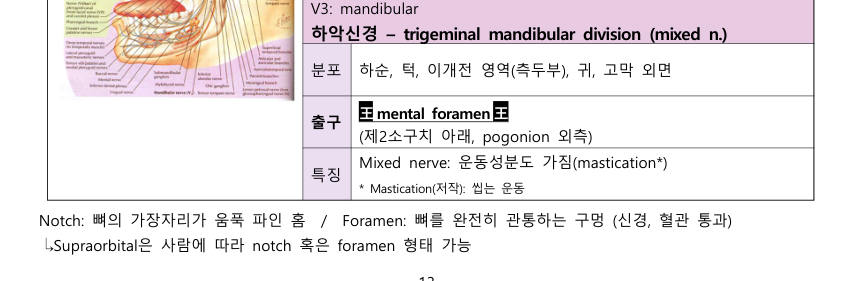 V3: mandibular
하악신경 – trigeminal mandibular division (mixed n.)
분포
하순, 턱, 이개전 영역(측두부), 귀, 고막 외면
출구
王 mental foramen 王
(제2소구치 아래, pogonion 외측)
특징
Mixed nerve: 운동성분도 가짐(mastication*)
* Mastication(저작): 씹는 운동
Notch: 뼈의 가장자리가 움푹 파인 홈 / Foramen: 뼈를 완전히 관통하는 구멍 (신경, 혈관 통과)
↳Supraorbital은 사람에 따라 notch 혹은 foramen 형태 가능